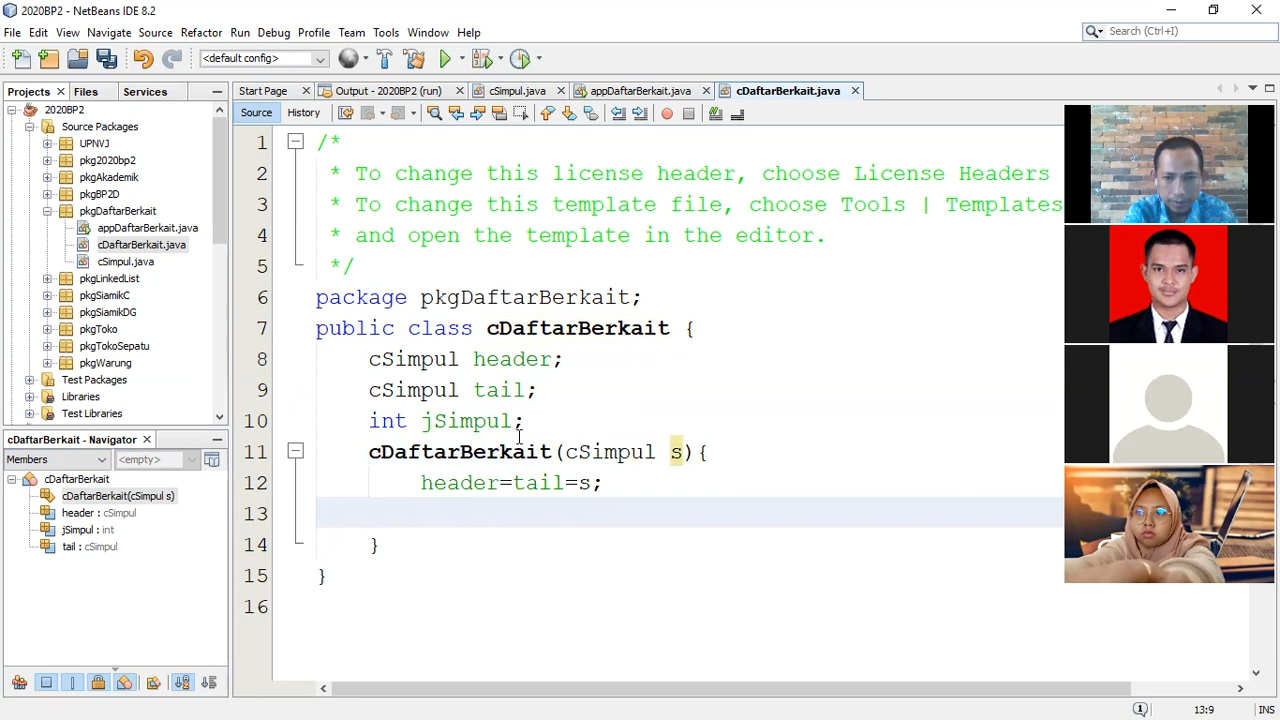 2020BP2 - NetBeans IDE 8.2
File Edit View Navigate Source Refactor Run Debug Profile Team Tools Window Help
Search (Ctrl+I)
<default config>
Projects Files Services
Start Page Output - 2020BP2 (run) cSimpul.java appDaftarBerkait.java cDaftarBerkait.java
Source History
2020BP2
Source Packages
UPNVJ
pkg2020bp2
pkgAkademik
pkgBP2D
pkgDaftarBerkait
appDaftarBerkait.java
cDaftarBerkait.java
cSimpul.java
pkgLinkedList
pkgSiamikC
pkgSiamikDG
pkgToko
pkgTokoSepatu
pkgWarung
Test Packages
Libraries
Test Libraries
cDaftarBerkait - Navigator
Members <empty>
cDaftarBerkait
cDaftarBerkait(cSimpul s)
header : cSimpul
jSimpul : int
tail : cSimpul
1 /*
2 * To change this license header, choose License Headers
3 * To change this template file, choose Tools | Templates
4 * and open the template in the editor.
5 */
6 package pkgDaftarBerkait;
7 public class cDaftarBerkait {
8 cSimpul header;
9 cSimpul tail;
10 int jSimpul;
11 cDaftarBerkait(cSimpul s){
12 header=tail=s;
13
14 }
15 }
16
13:9 INS